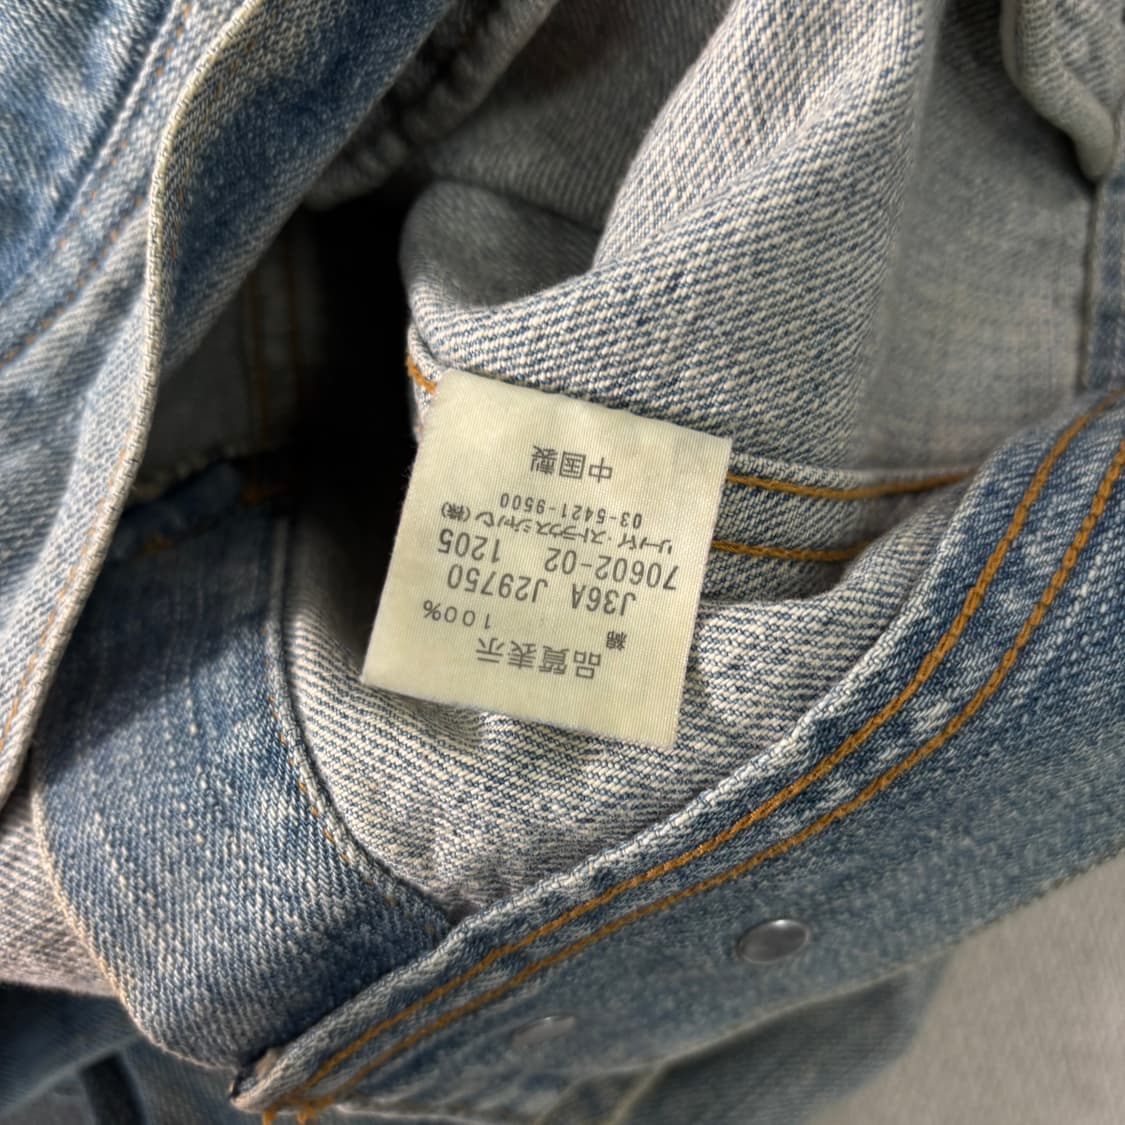 品質表示
綿 100%
J36A J29750
70602-02 1205
リーバイ・ストラウスジャパン(株)
03-5421-9500
中国製